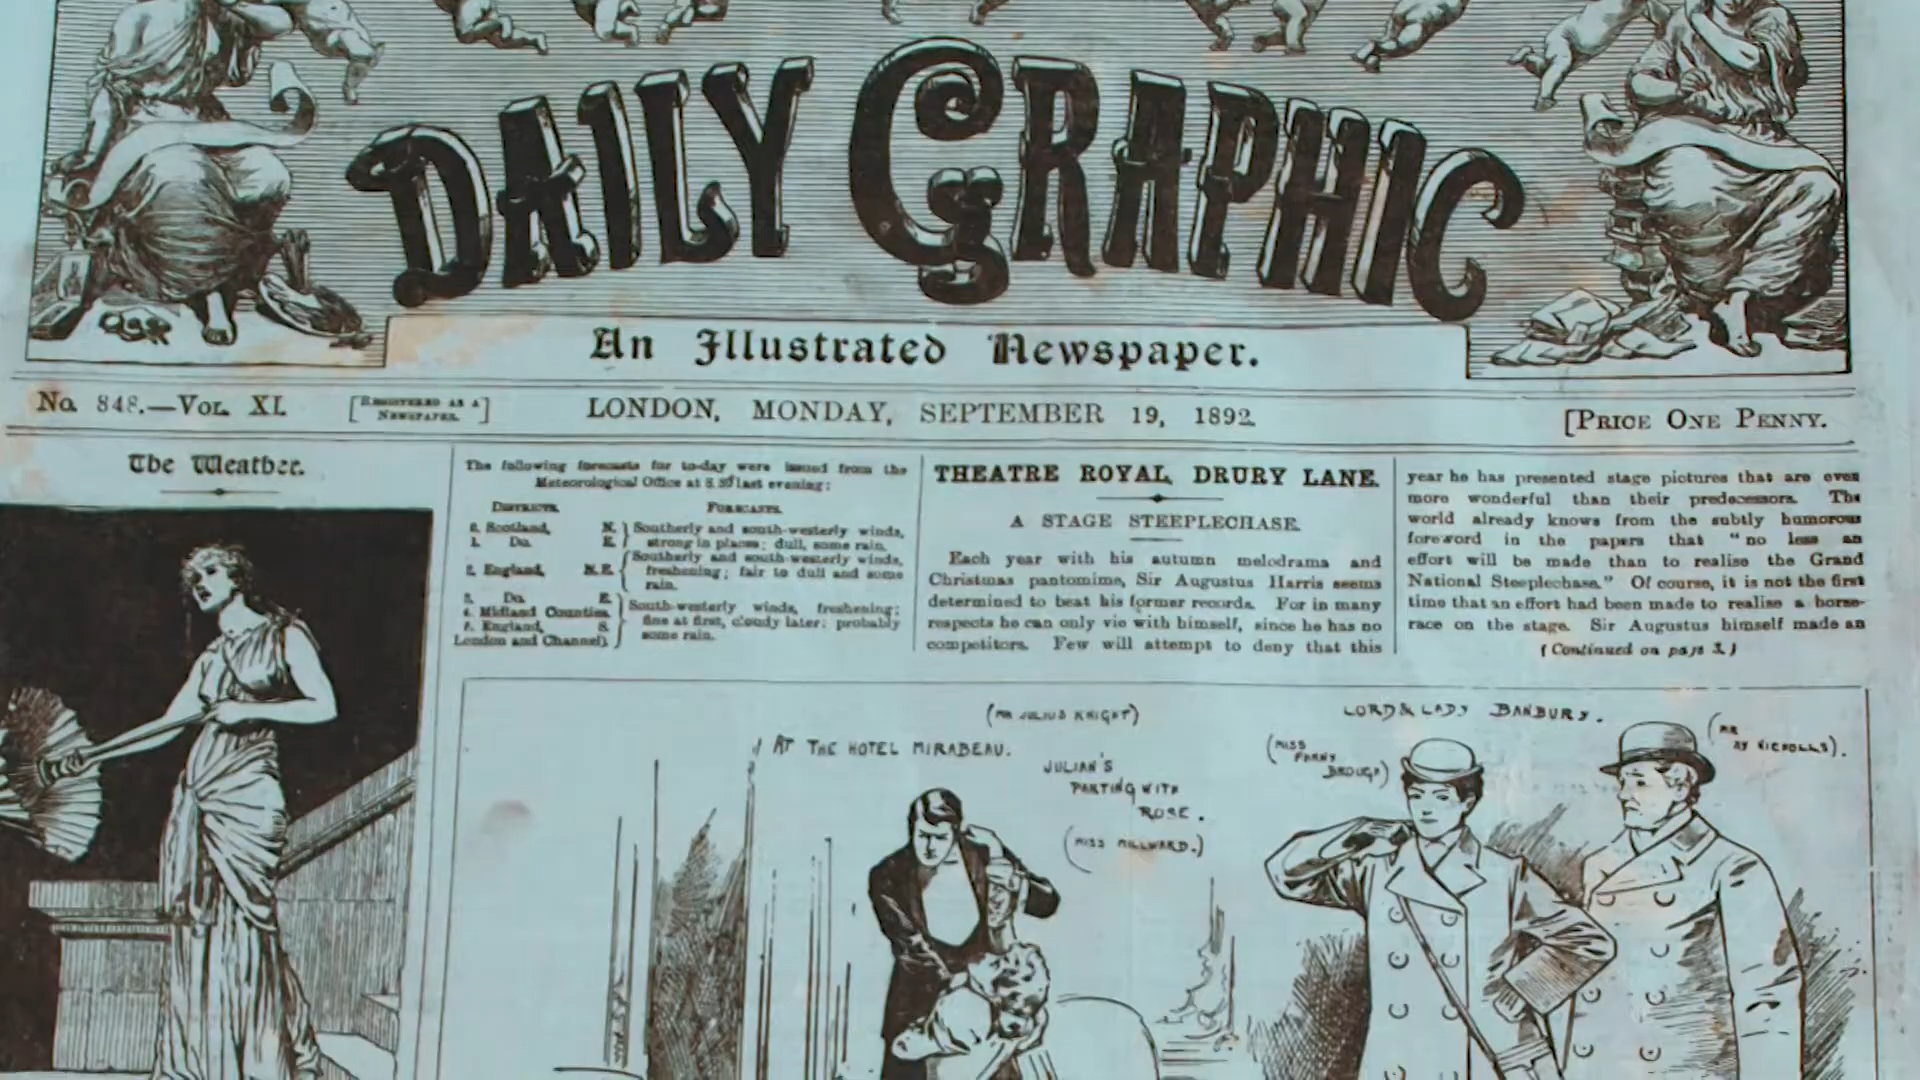 DAILY GRAPHIC
An Illustrated Newspaper.
No. 848.—VOL. XI. [REGISTERED AS A NEWSPAPER.] LONDON, MONDAY, SEPTEMBER 19, 1892. [PRICE ONE PENNY.
The Weather.
The following forecasts for to-day were issued from the
Meteorological Office at 8.30 last evening:
DISTRICTS. FORECASTS.
0. Scotland, N. } Southerly and south-westerly winds,
1. Do. E. } strong in places; dull, some rain.
2. England, N.E. { Southerly and south-westerly winds,
freshening; fair to dull and some
rain.
3. Do. E. } South-westerly winds, freshening;
4. Midland Counties, fine at first, cloudy later; probably
5. England, S. some rain.
London and Channel),
THEATRE ROYAL, DRURY LANE.
A STAGE STEEPLECHASE.
Each year with his autumn melodrama and
Christmas pantomime, Sir Augustus Harris seems
determined to beat his former records. For in many
respects he can only vie with himself, since he has no
competitors. Few will attempt to deny that this
year he has presented stage pictures that are even
more wonderful than their predecessors. The
world already knows from the subtly humorous
foreword in the papers that "no less an
effort will be made than to realise the Grand
National Steeplechase." Of course, it is not the first
time that an effort had been made to realise a horse-
race on the stage. Sir Augustus himself made an
(Continued on page 3.)
(MR JULIUS KNIGHT)
AT THE HOTEL MIRABEAU.
JULIAN'S
PARTING WITH
ROSE.
(MISS MILLWARD.)
LORD & LADY BANBURY.
(MISS
FANNY
BROUGH)
(MR
NICHOLLS).